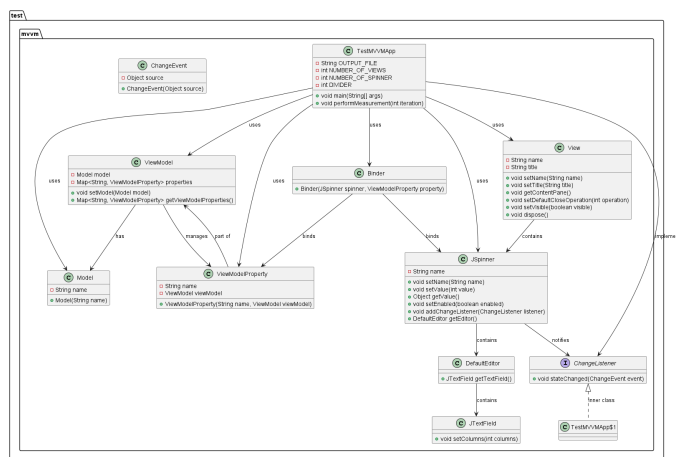 test
mvvm
C ChangeEvent
Object source
ChangeEvent(Object source)
C TestMVVMApp
String OUTPUT_FILE
int NUMBER_OF_VIEWS
int NUMBER_OF_SPINNER
int DIVIDER
void main(String[] args)
void performMeasurement(int iteration)
uses
uses
uses
uses
uses
uses
impleme
C ViewModel
Model model
Map<String, ViewModelProperty> properties
void setModel(Model model)
Map<String, ViewModelProperty> getViewModelProperties()
C Binder
Binder(JSpinner spinner, ViewModelProperty property)
C View
String name
String title
void setName(String name)
void setTitle(String title)
void getContentPane()
void setDefaultCloseOperation(int operation)
void setVisible(boolean visible)
void dispose()
has
manages
part of
binds
binds
contains
C Model
String name
Model(String name)
C ViewModelProperty
String name
ViewModel viewModel
ViewModelProperty(String name, ViewModel viewModel)
C JSpinner
String name
void setName(String name)
void setValue(int value)
Object getValue()
void setEnabled(boolean enabled)
void addChangeListener(ChangeListener listener)
DefaultEditor getEditor()
contains
notifies
C DefaultEditor
JTextField getTextField()
I ChangeListener
void stateChanged(ChangeEvent event)
contains
inner class
C JTextField
void setColumns(int columns)
C TestMVVMApp$1